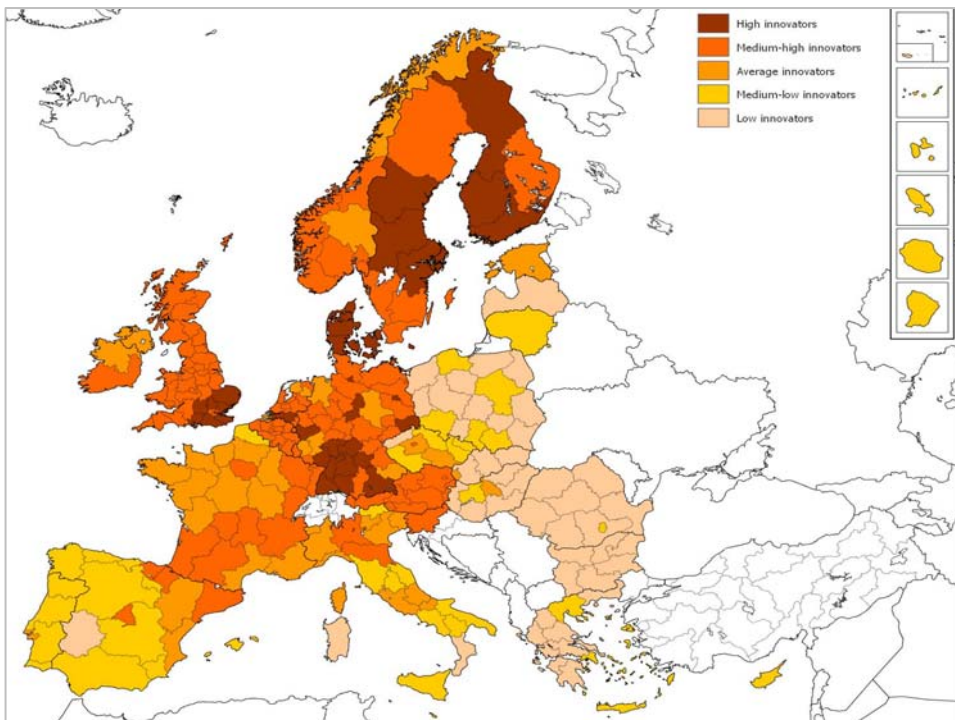 High innovators
Medium-high innovators
Average innovators
Medium-low innovators
Low innovators